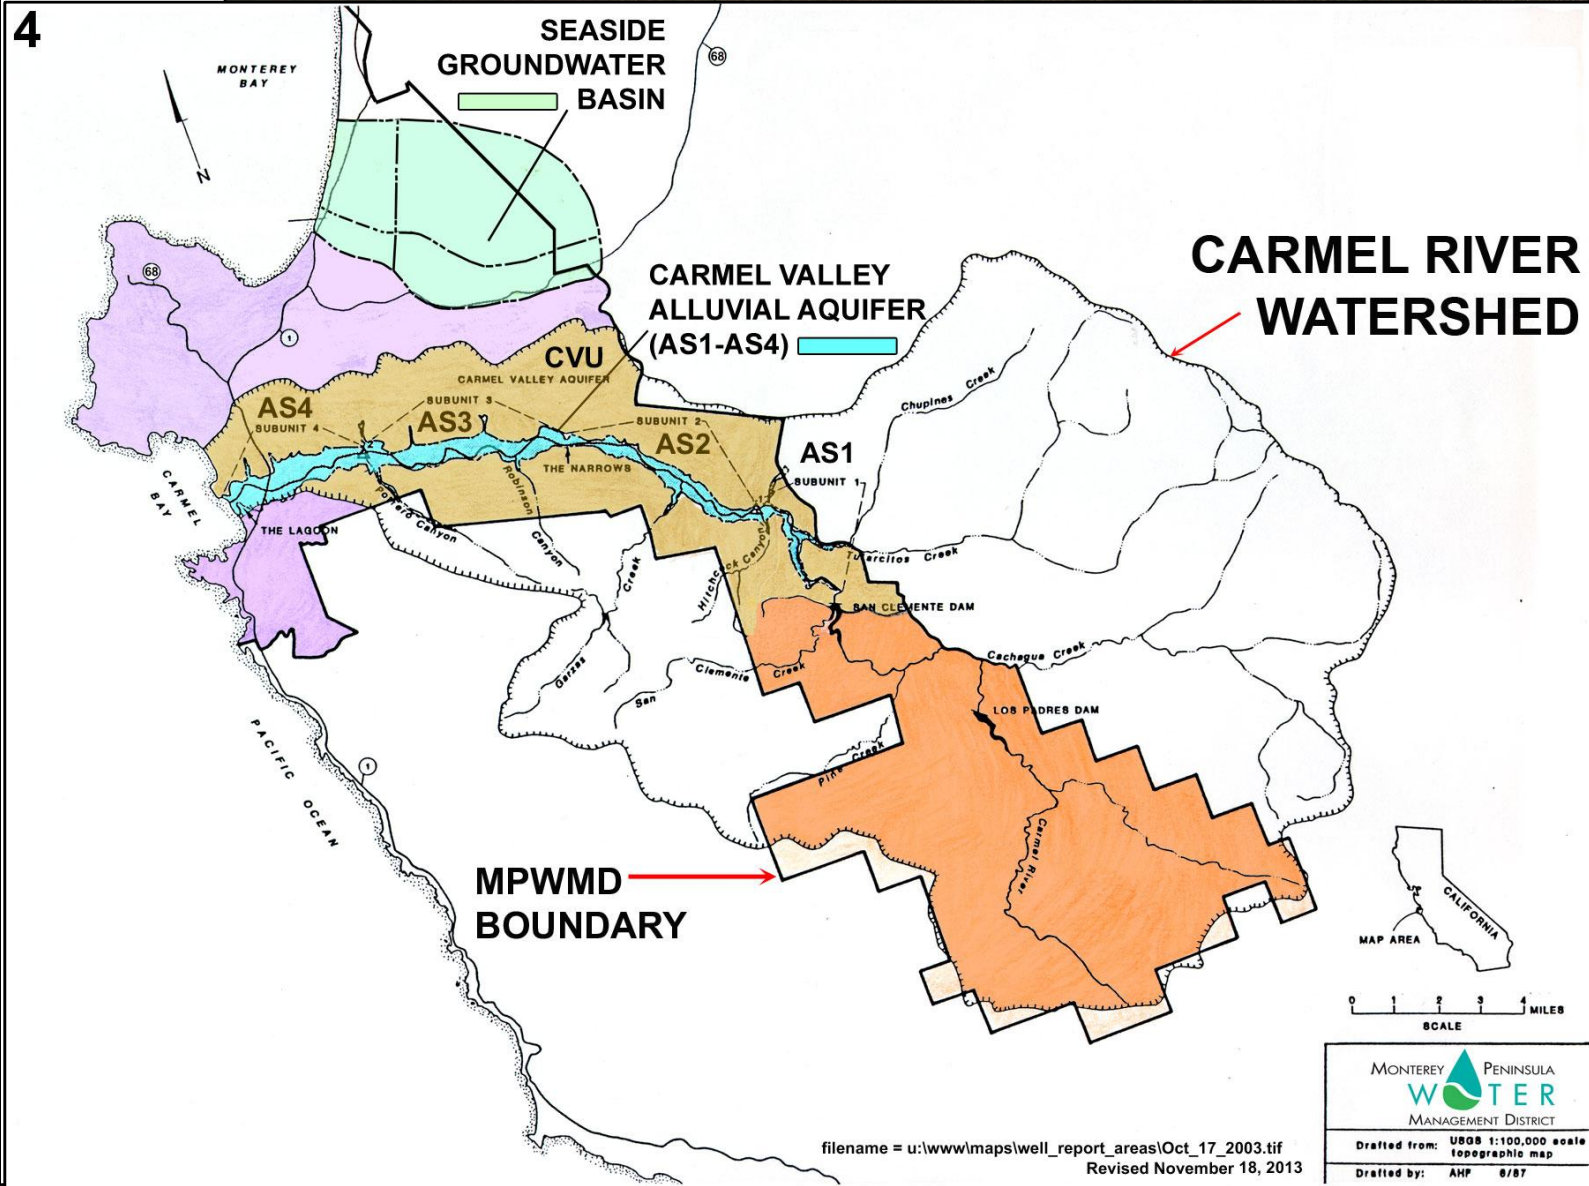 4
SEASIDE
GROUNDWATER
BASIN
68
MONTEREY
BAY
N
68
1
CARMEL RIVER
WATERSHED
CARMEL VALLEY
ALLUVIAL AQUIFER
(AS1-AS4)
CVU
CARMEL VALLEY AQUIFER
Chupines Creek
AS4
SUBUNIT 4
SUBUNIT 3
AS3
SUBUNIT 2
AS2
AS1
SUBUNIT 1
THE NARROWS
CARMEL
BAY
THE LAGOON
Potrero Canyon
Robinson Canyon
Hitchcock Canyon
Tularcitos Creek
SAN CLEMENTE DAM
Garzas Creek
San Clemente Creek
Cachagua Creek
LOS PADRES DAM
Pine Creek
Carmel River
PACIFIC OCEAN
1
MPWMD
BOUNDARY
CALIFORNIA
MAP AREA
0 1 2 3 4 MILES
SCALE
MONTEREY PENINSULA
WATER
MANAGEMENT DISTRICT
Drafted from: USGS 1:100,000 scale
topographic map
Drafted by: AHP 6/87
filename = u:\www\maps\well_report_areas\Oct_17_2003.tif
Revised November 18, 2013